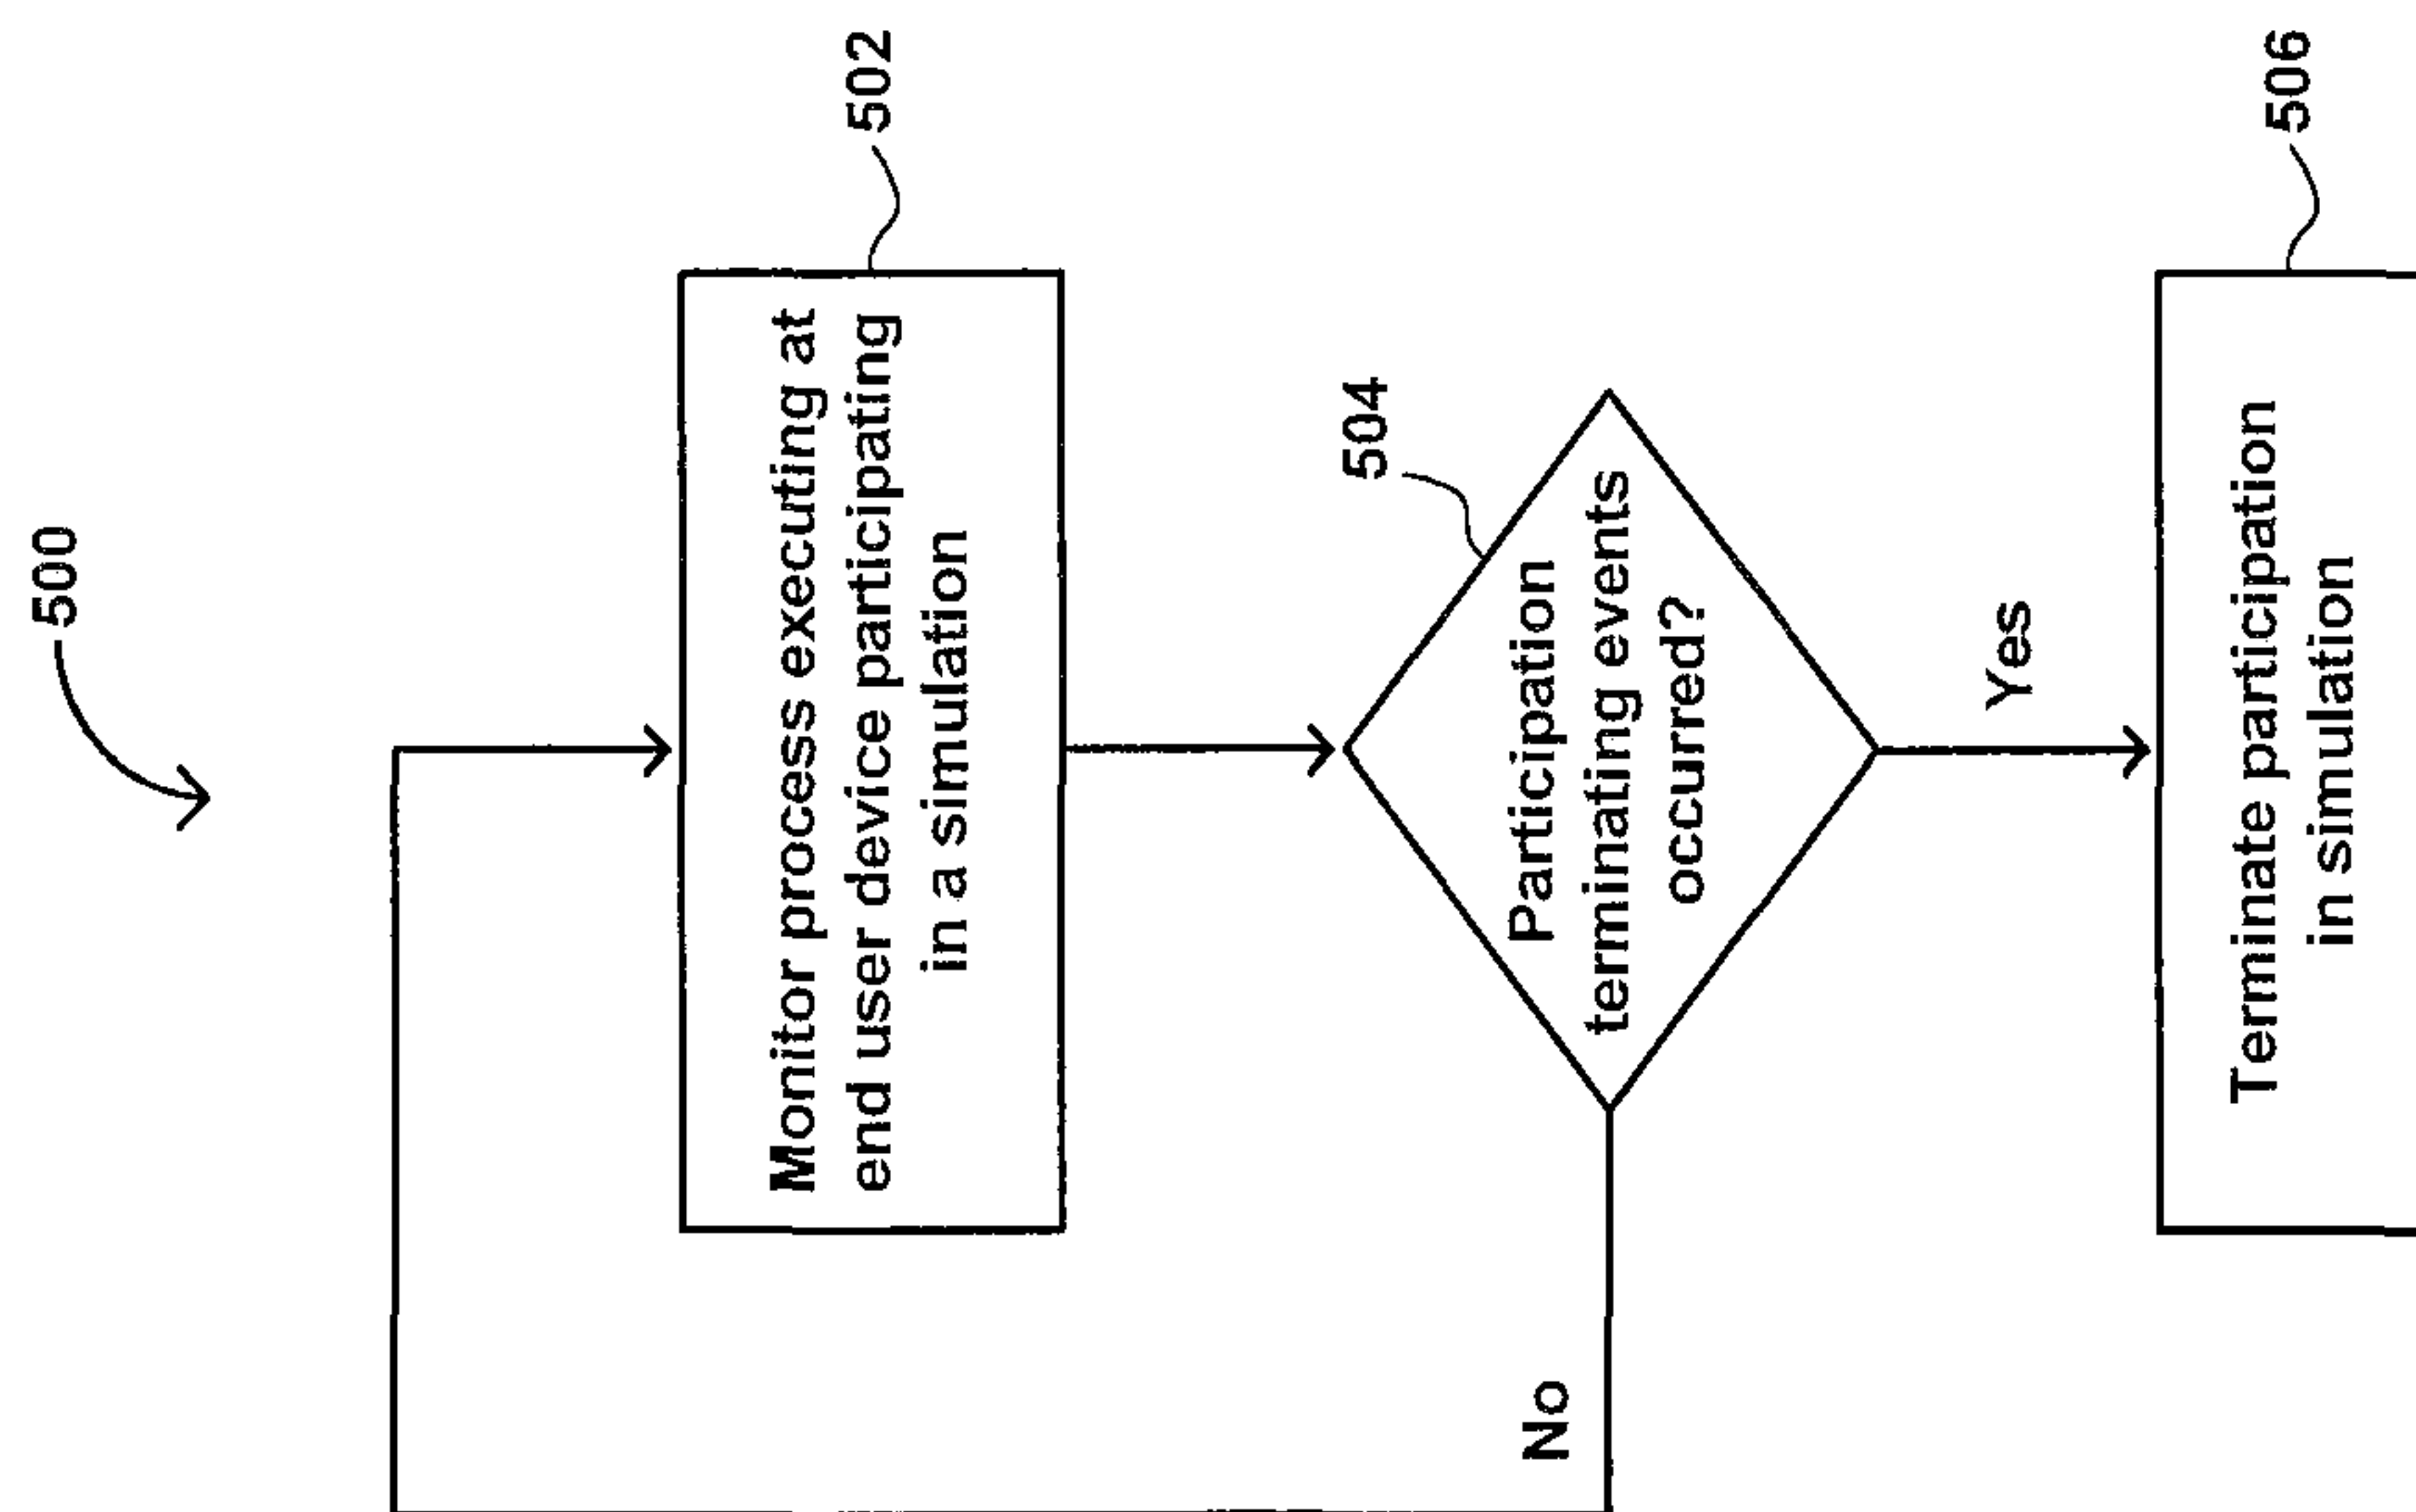 500
502
Monitor process executing at
end user device participating
in a simulation
504
Participation
terminating events
occurred?
No
Yes
506
Terminate participation
in simulation